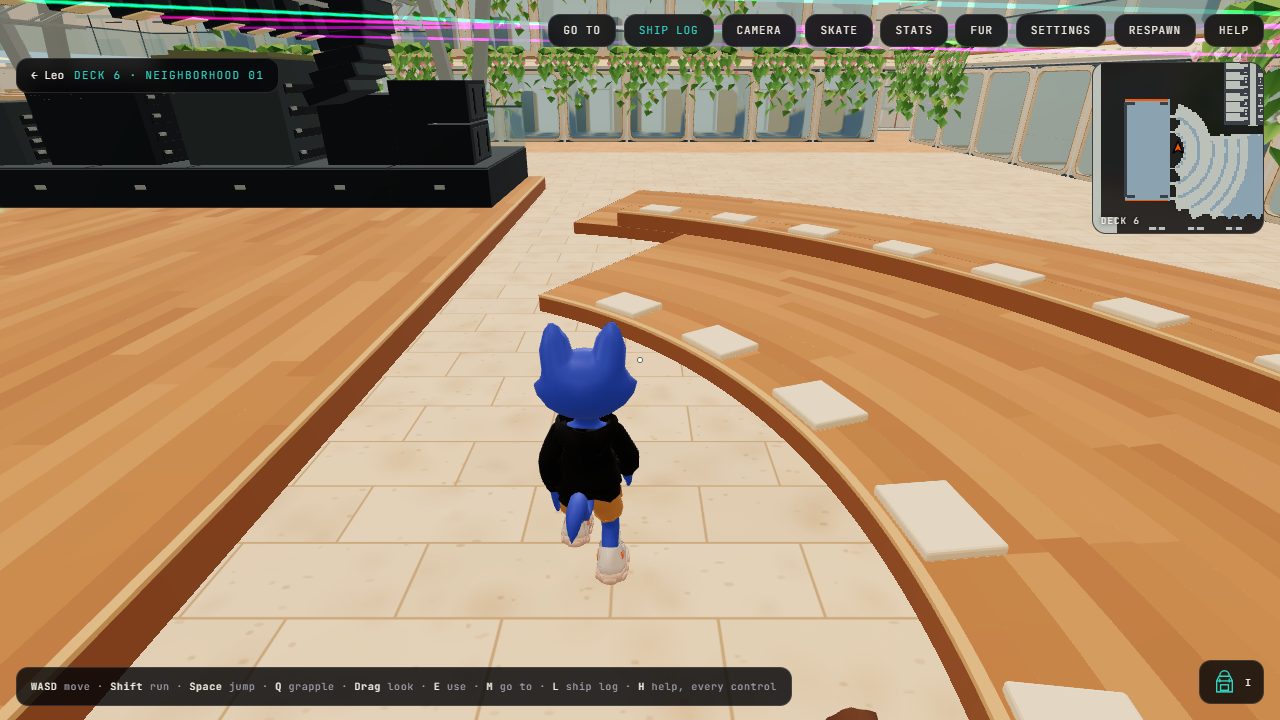 GO TO
SHIP LOG
CAMERA
SKATE
STATS
FUR
SETTINGS
RESPAWN
HELP
← Leo DECK 6 · NEIGHBORHOOD 01
DECK 6
WASD move · Shift run · Space jump · Q grapple · Drag look · E use · M go to · L ship log · H help, every control
I